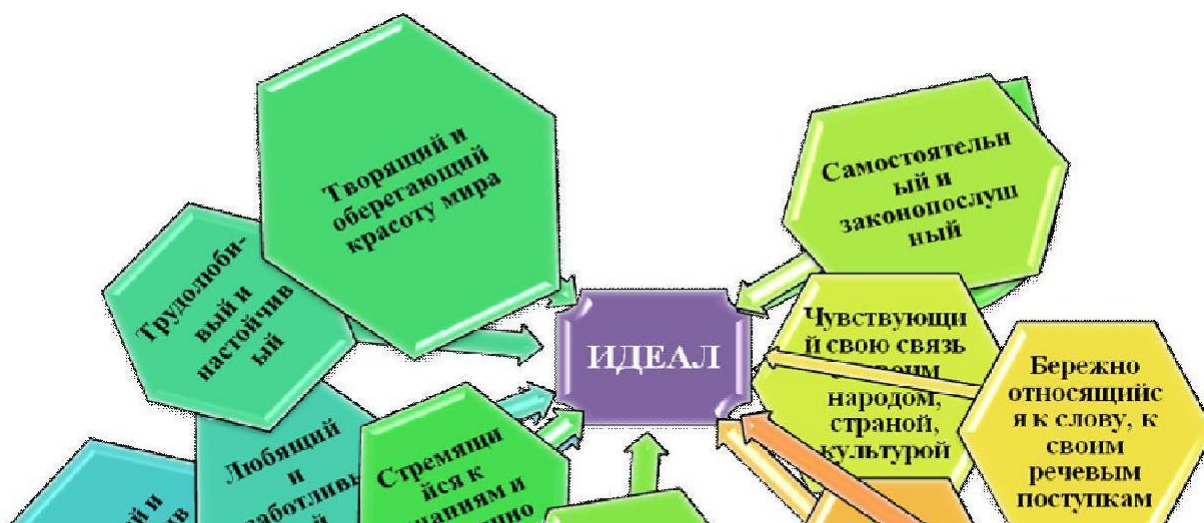 Творящий и
оберегающий
красоту мира
Самостоятельн
ый и
законопослуш
ный
Трудолюби-
вый и
настойчив
ый
ИДЕАЛ
Чувствующи
й свою связь
народом,
страной,
культурой
Бережно
относящийс
я к слову, к
своим
речевым
поступкам
Любящий
и
Стремящи
йся к
и